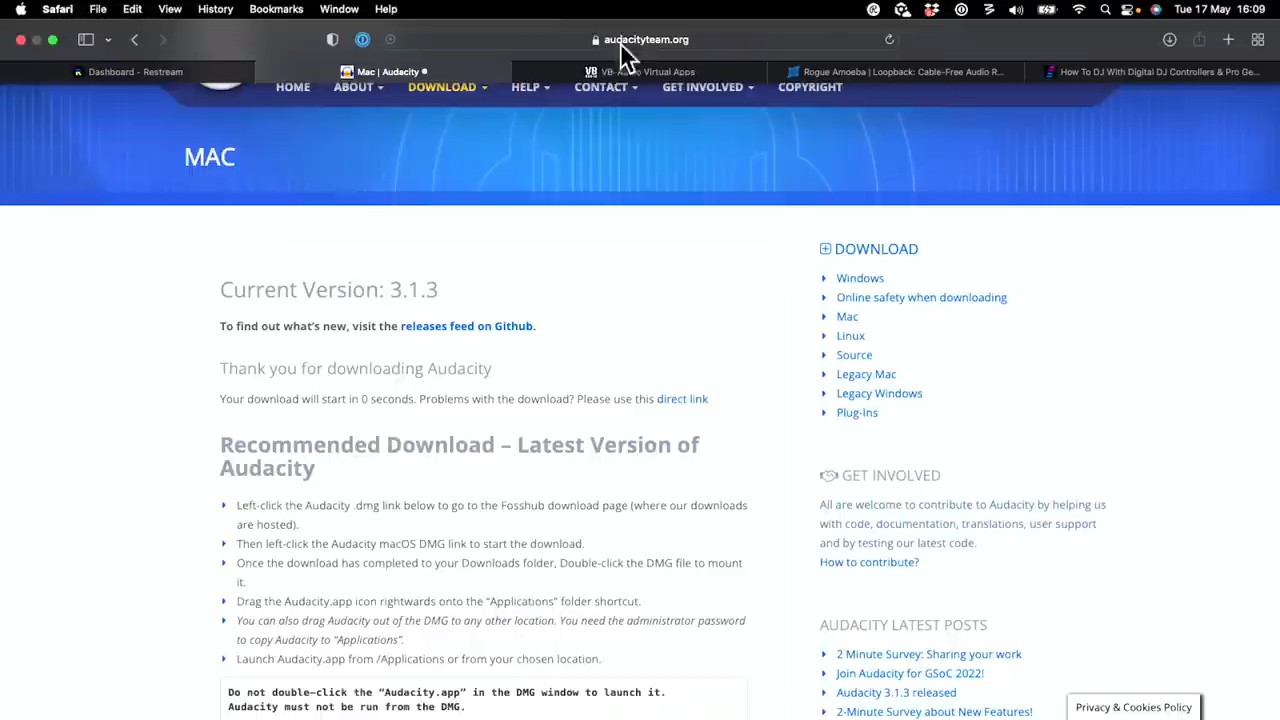 Safari File Edit View History Bookmarks Window Help Tue 17 May 16:09
audacityteam.org
Dashboard - Restream
Mac | Audacity
Virtual Apps
Rogue Amoeba | Loopback: Cable-Free Audio R...
How To DJ With Digital DJ Controllers & Pro Ge...
HOME ABOUT DOWNLOAD HELP CONTACT GET INVOLVED COPYRIGHT
MAC
Current Version: 3.1.3
To find out what's new, visit the releases feed on Github.
Thank you for downloading Audacity
Your download will start in 0 seconds. Problems with the download? Please use this direct link
Recommended Download – Latest Version of
Audacity
Left-click the Audacity .dmg link below to go to the Fosshub download page (where our downloads
are hosted).
Then left-click the Audacity macOS DMG link to start the download.
Once the download has completed to your Downloads folder, Double-click the DMG file to mount
it.
Drag the Audacity.app icon rightwards onto the "Applications" folder shortcut.
You can also drag Audacity out of the DMG to any other location. You need the administrator password
to copy Audacity to "Applications".
Launch Audacity.app from /Applications or from your chosen location.
Do not double-click the "Audacity.app" in the DMG window to launch it.
Audacity must not be run from the DMG.
DOWNLOAD
Windows
Online safety when downloading
Mac
Linux
Source
Legacy Mac
Legacy Windows
Plug-Ins
GET INVOLVED
All are welcome to contribute to Audacity by helping us
with code, documentation, translations, user support
and by testing our latest code.
How to contribute?
AUDACITY LATEST POSTS
2 Minute Survey: Sharing your work
Join Audacity for GSoC 2022!
Audacity 3.1.3 released
2-Minute Survey about New Features!
Privacy & Cookies Policy